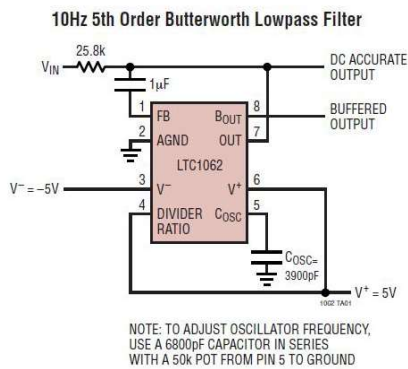 10Hz 5th Order Butterworth Lowpass Filter
25.8k
VIN
DC ACCURATE
OUTPUT
1µF
1
FB
BOUT
8
BUFFERED
OUTPUT
2
AGND
OUT
7
LTC1062
V– = –5V
3
V–
V+
6
4
DIVIDER
RATIO
COSC
5
COSC=
3900pF
V+ = 5V
1062 TA01
NOTE: TO ADJUST OSCILLATOR FREQUENCY,
USE A 6800pF CAPACITOR IN SERIES
WITH A 50k POT FROM PIN 5 TO GROUND